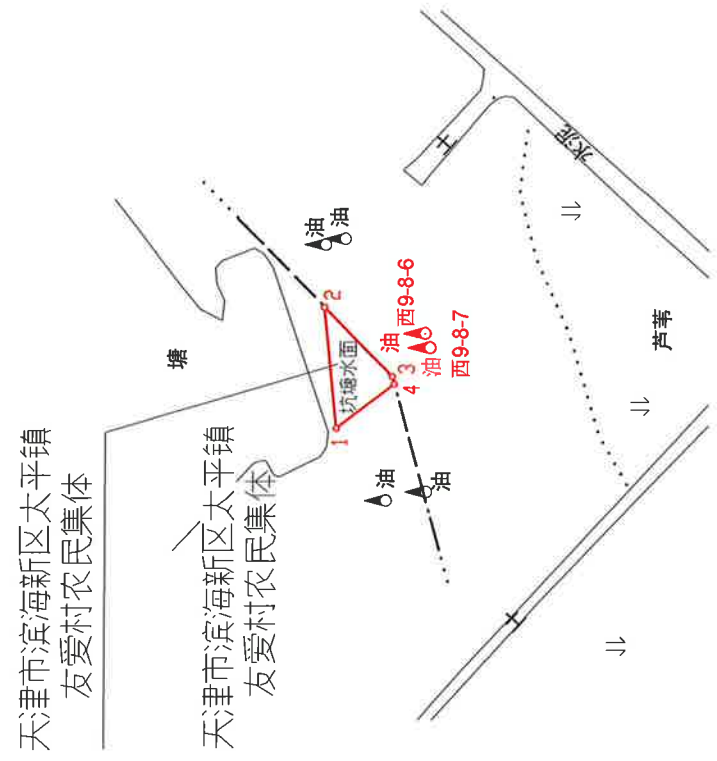 天津市滨海新区太平镇
友爱村农民集体
天津市滨海新区太平镇
友爱村农民集体
塘
油
油
2
坑塘水面
1
油
西9-8-6
3
4
油
西9-8-7
油
油
土
水泥
芦苇
土